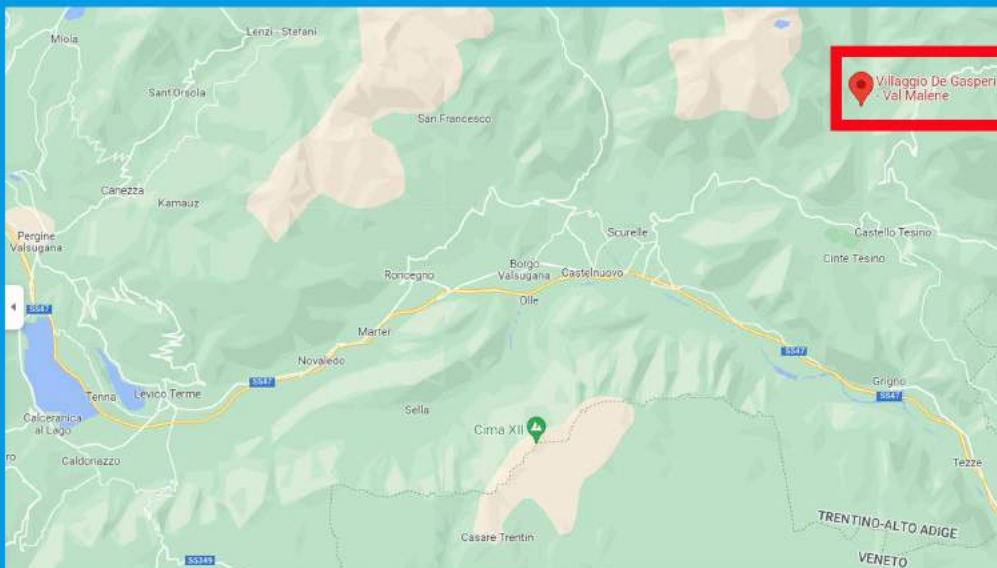 Miola
Lenzi - Stefani
Villaggio De Gasperi
- Val Malene
Sant'Orsola
San Francesco
Canezza
Kamauz
Pergine
Valsugana
Scurelle
Castello Tesino
Cinte Tesino
Roncegno
Borgo
Valsugana
Castelnuovo
Olle
SS47
Marter
Novaledo
SS47
SS47
Grigno
SS47
Tenna
Levico Terme
Calceranica
al Lago
Sella
Cima XII
ro
Caldonazzo
Tezze
TRENTINO-ALTO ADIGE
Casare Trentin
VENETO
SS349